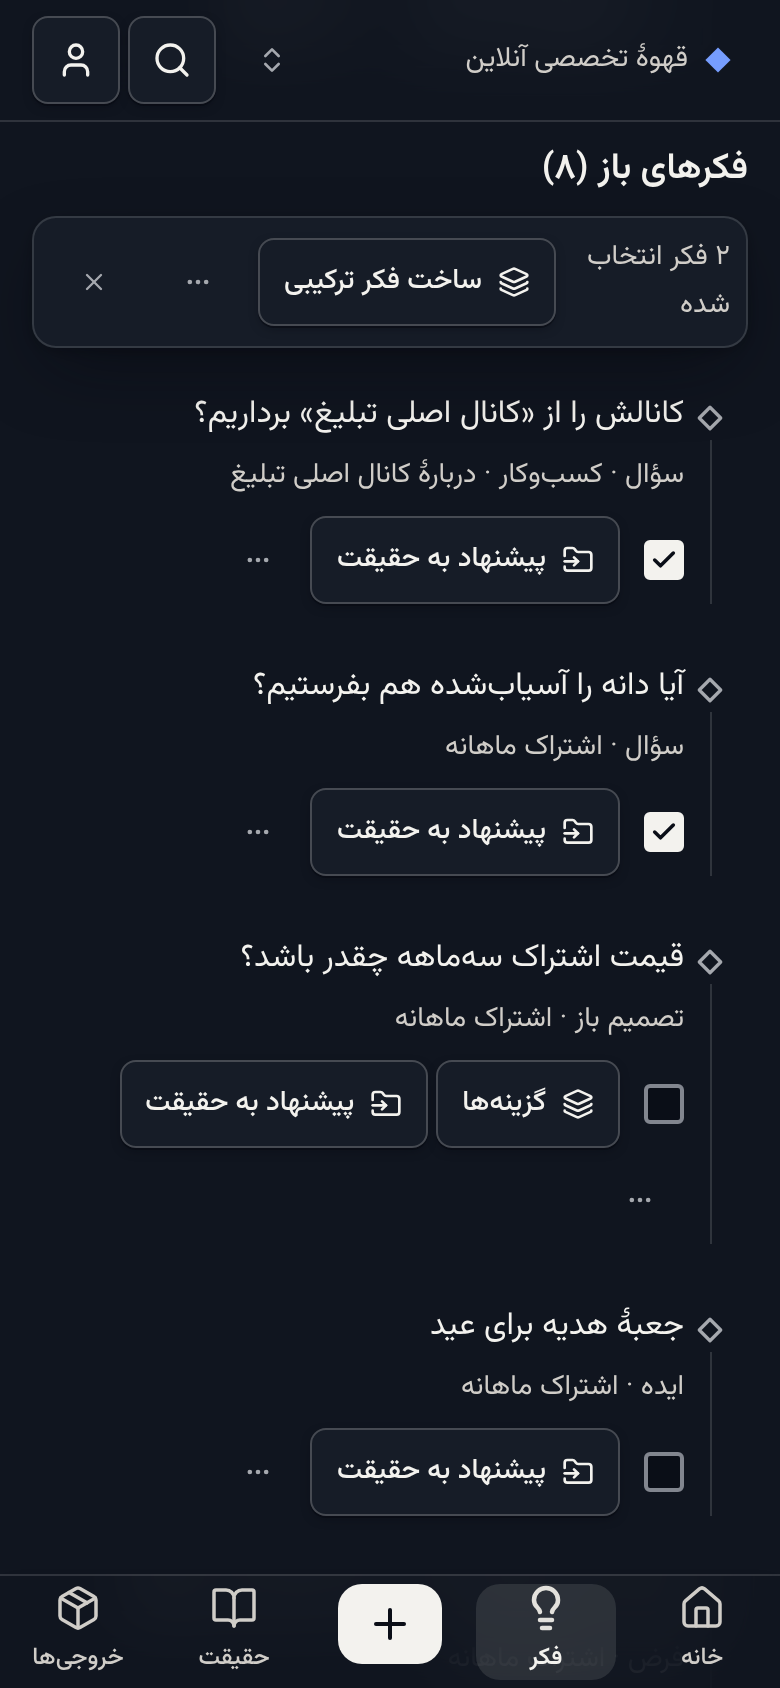 قهوهٔ تخصصی آنلاین
فکرهای باز (۸)
۲ فکر انتخاب
شده
ساخت فکر ترکیبی
کانالش را از «کانال اصلی تبلیغ» برداریم؟
سؤال · کسب‌وکار · دربارهٔ کانال اصلی تبلیغ
پیشنهاد به حقیقت
آیا دانه را آسیاب‌شده هم بفرستیم؟
سؤال · اشتراک ماهانه
پیشنهاد به حقیقت
قیمت اشتراک سه‌ماهه چقدر باشد؟
تصمیم باز · اشتراک ماهانه
گزینه‌ها
پیشنهاد به حقیقت
جعبهٔ هدیه برای عید
ایده · اشتراک ماهانه
پیشنهاد به حقیقت
فرض · اشتراک ماهانه
خانه
فکر
حقیقت
خروجی‌ها